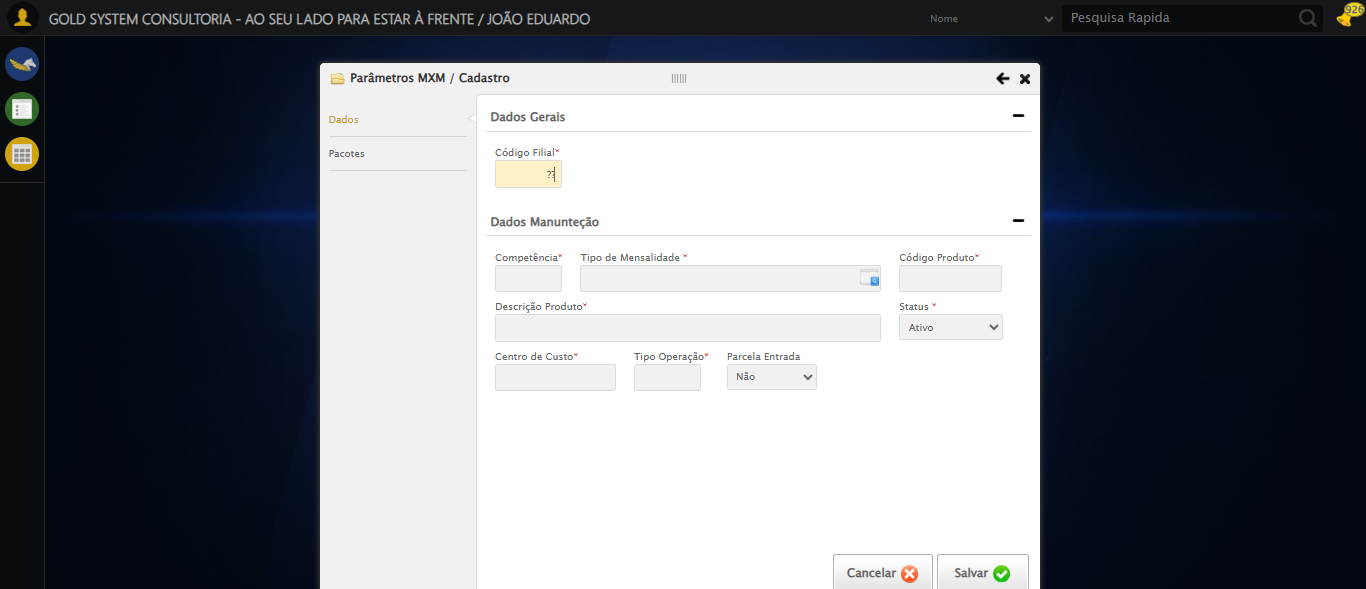 GOLD SYSTEM CONSULTORIA - AO SEU LADO PARA ESTAR À FRENTE / JOÃO EDUARDO
Nome
Pesquisa Rapida
926
Parâmetros MXM / Cadastro
Dados
Pacotes
Dados Gerais
Código Filial*
??
Dados Manunteção
Competência* Tipo de Mensalidade * Código Produto*
Descrição Produto* Status *
Ativo
Centro de Custo* Tipo Operação* Parcela Entrada
Não
Cancelar Salvar